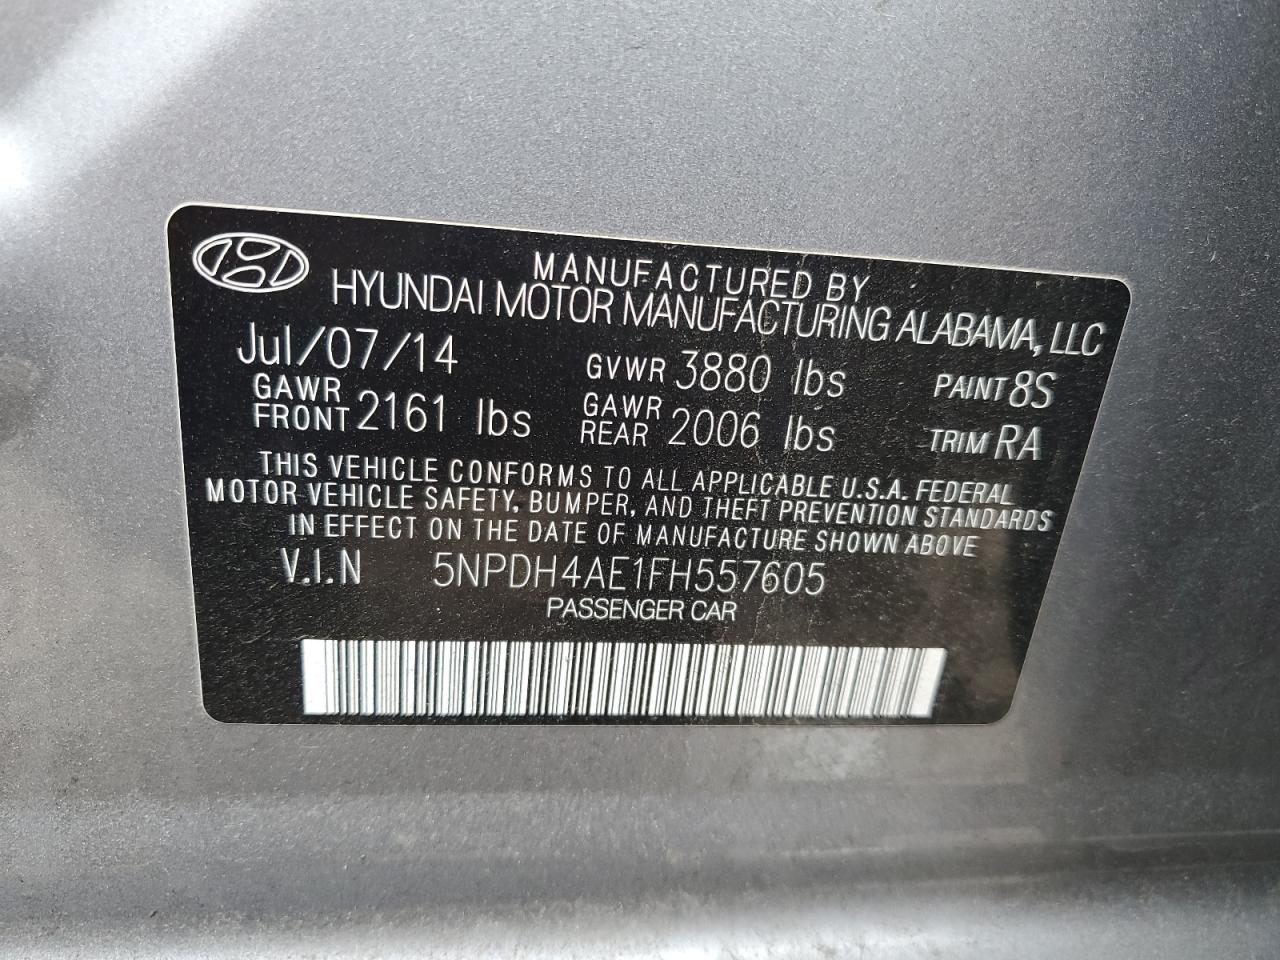 MANUFACTURED BY
HYUNDAI MOTOR MANUFACTURING ALABAMA, LLC
Jul/07/14 GVWR 3880 lbs PAINT 8S
GAWR FRONT 2161 lbs GAWR REAR 2006 lbs TRIM RA
THIS VEHICLE CONFORMS TO ALL APPLICABLE U.S.A. FEDERAL
MOTOR VEHICLE SAFETY, BUMPER, AND THEFT PREVENTION STANDARDS
IN EFFECT ON THE DATE OF MANUFACTURE SHOWN ABOVE
V.I.N 5NPDH4AE1FH557605
PASSENGER CAR